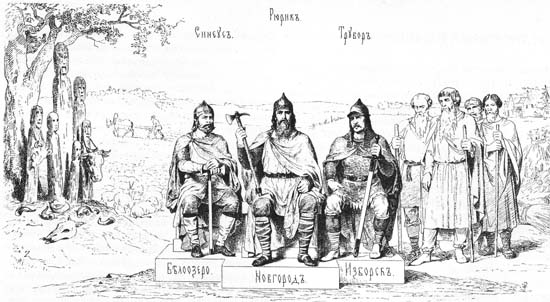 Рюрикъ.
Синеусъ.
Труворъ
Бѣлоозеро.
Новгородъ.
Изборскъ.